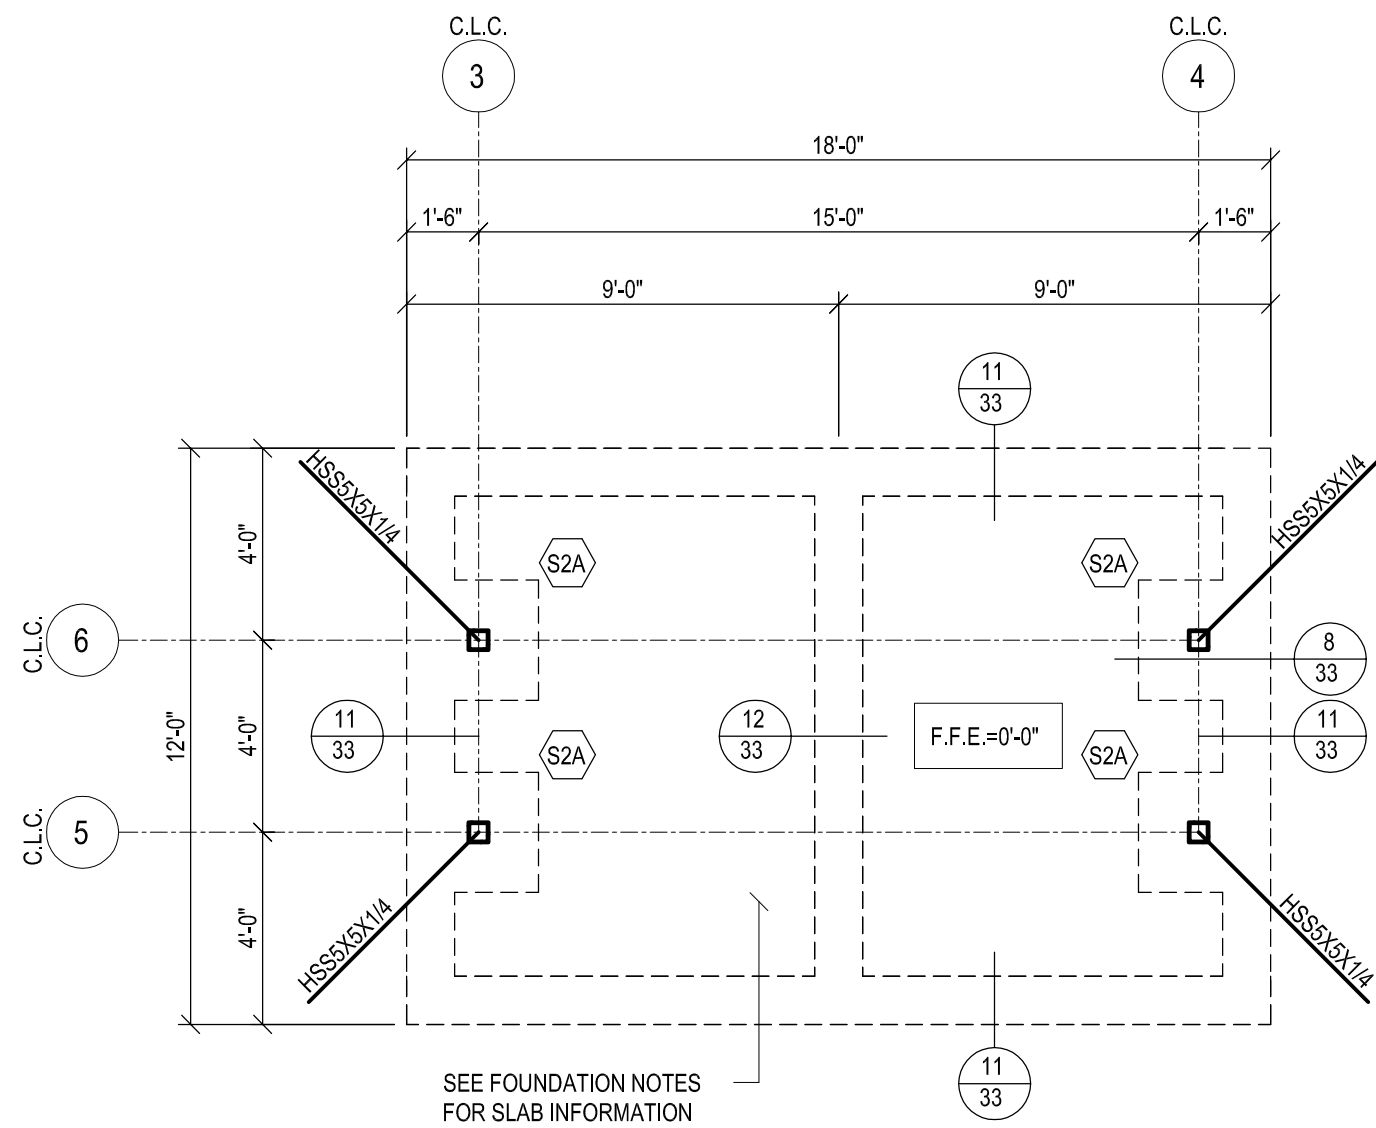 C.L.C.
C.L.C.
3
4
18'-0"
1'-6"
15'-0"
1'-6"
9'-0"
9'-0"
11
33
HSS5X5X1/4
HSS5X5X1/4
4'-0"
S2A
S2A
C.L.C.
6
8
33
12'-0"
4'-0"
11
33
12
33
F.F.E.=0'-0"
11
33
S2A
S2A
C.L.C.
5
4'-0"
HSS5X5X1/4
HSS5X5X1/4
SEE FOUNDATION NOTES
FOR SLAB INFORMATION
11
33